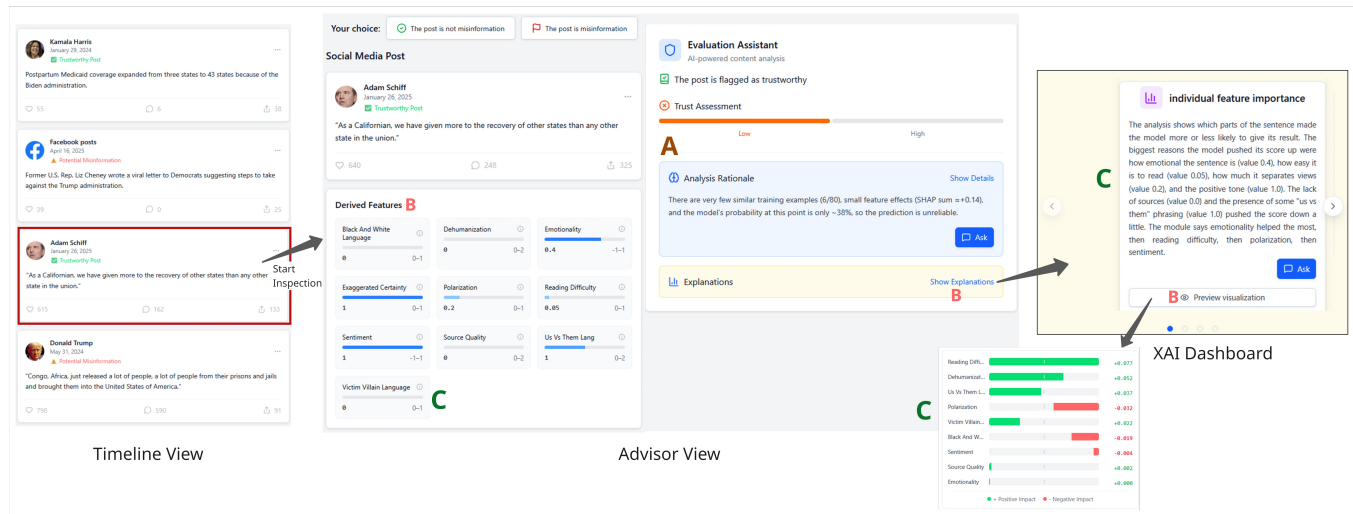 Kamala Harris
January 29, 2024
Trustworthy Post
Postpartum Medicaid coverage expanded from three states to 43 states because of the
Biden administration.
55
6
38
Facebook posts
April 16, 2025
Potential Misinformation
Former U.S. Rep. Liz Cheney wrote a viral letter to Democrats suggesting steps to take
against the Trump administration.
39
0
25
Adam Schiff
January 26, 2025
Trustworthy Post
"As a Californian, we have given more to the recovery of other states than any other
state in the union."
615
162
133
Donald Trump
May 31, 2024
Potential Misinformation
"Congo, Africa, just released a lot of people, a lot of people from their prisons and jails
and brought them into the United States of America."
798
590
91
Timeline View
Start
Inspection
Your choice:
The post is not misinformation
The post is misinformation
Social Media Post
Adam Schiff
January 26, 2025
Trustworthy Post
"As a Californian, we have given more to the recovery of other states than any other
state in the union."
640
248
325
Derived Features B
Black And White
Language
0
0–1
Dehumanization
0
0–2
Emotionality
0.4
-1–1
Exaggerated Certainty
1
0–1
Polarization
0.2
0–1
Reading Difficulty
0.05
0–1
Sentiment
1
-1–1
Source Quality
0
0–2
Us Vs Them Lang
1
0–2
Victim Villain Language
0
0–1
C
Evaluation Assistant
AI-powered content analysis
The post is flagged as trustworthy
Trust Assessment
Low
High
A
Analysis Rationale
Show Details
There are very few similar training examples (6/80), small feature effects (SHAP sum =+0.14),
and the model's probability at this point is only ~38%, so the prediction is unreliable.
Ask
Explanations
Show Explanations
B
Advisor View
individual feature importance
The analysis shows which parts of the sentence made
the model more or less likely to give its result. The
biggest reasons the model pushed its score up were
how emotional the sentence is (value 0.4), how easy it
is to read (value 0.05), how much it separates views
(value 0.2), and the positive tone (value 1.0). The lack
of sources (value 0.0) and the presence of some "us vs
them" phrasing (value 1.0) pushed the score down a
little. The module says emotionality helped the most,
then reading difficulty, then polarization, then
sentiment.
C
Ask
B
Preview visualization
XAI Dashboard
C
Reading Diffi...
+0.077
Dehumanizat...
+0.052
Us Vs Them L...
+0.037
Polarization
-0.032
Victim Villain...
+0.022
Black And W...
-0.019
Sentiment
-0.004
Source Quality
+0.002
Emotionality
+0.000
+ Positive Impact
- Negative Impact